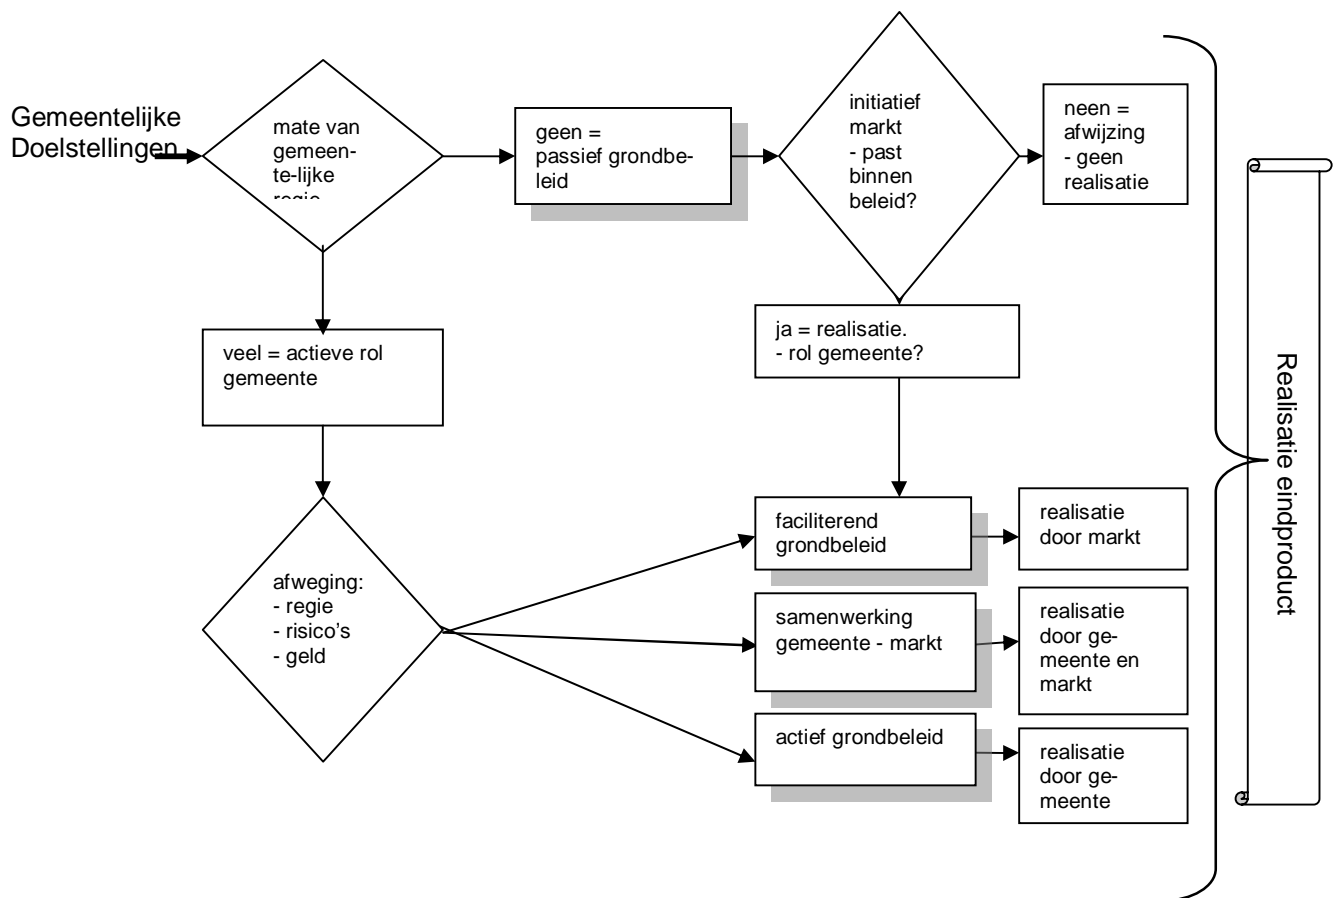 Gemeentelijke
Doelstellingen
mate van
gemeen-
te-lijke
regie
geen =
passief grondbe-
leid
initiatief
markt
- past
binnen
beleid?
neen =
afwijzing
- geen
realisatie
veel = actieve rol
gemeente
ja = realisatie.
- rol gemeente?
afweging:
- regie
- risico's
- geld
faciliterend
grondbeleid
realisatie
door markt
samenwerking
gemeente - markt
realisatie
door ge-
meente en
markt
actief grondbeleid
realisatie
door ge-
meente
Realisatie eindproduct